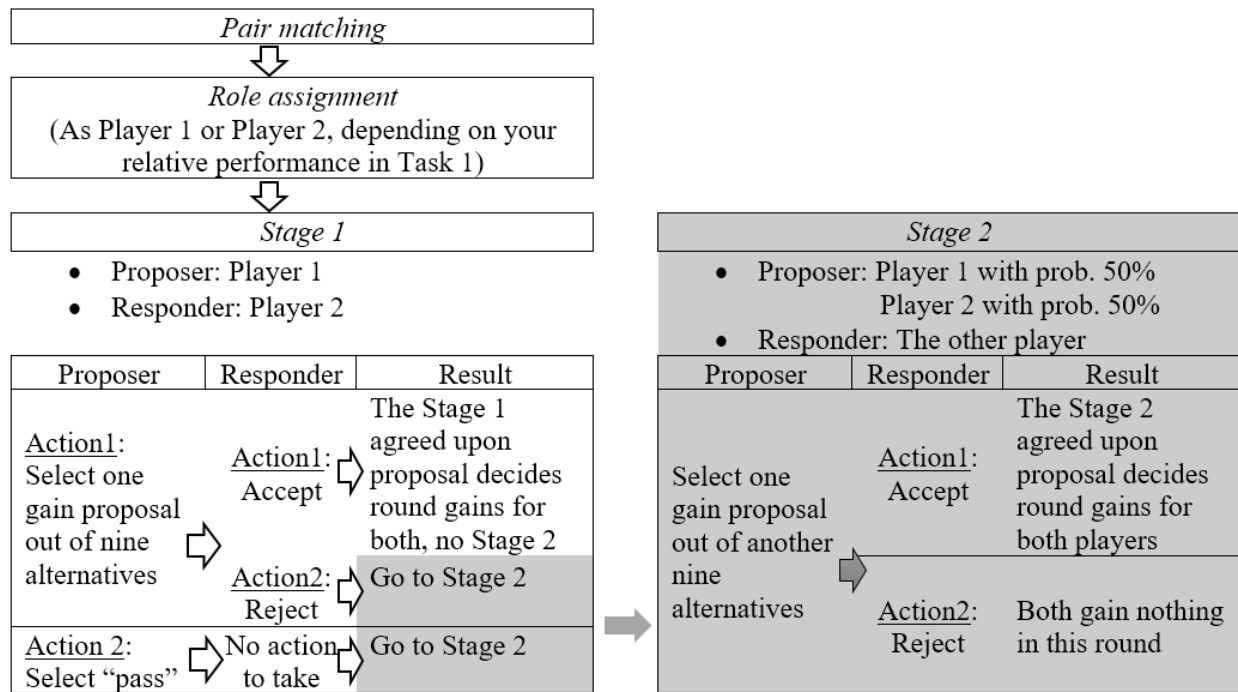 Pair matching
Role assignment
(As Player 1 or Player 2, depending on your
relative performance in Task 1)
Stage 1
• Proposer: Player 1
• Responder: Player 2
Proposer Responder Result
Action1:
Select one
gain proposal
out of nine
alternatives
Action1:
Accept
The Stage 1
agreed upon
proposal decides
round gains for
both, no Stage 2
Action2:
Reject
Go to Stage 2
Action 2:
Select “pass”
No action
to take
Go to Stage 2
Stage 2
• Proposer: Player 1 with prob. 50%
Player 2 with prob. 50%
• Responder: The other player
Proposer Responder Result
Select one
gain proposal
out of another
nine
alternatives
Action1:
Accept
The Stage 2
agreed upon
proposal decides
round gains for
both players
Action2:
Reject
Both gain nothing
in this round